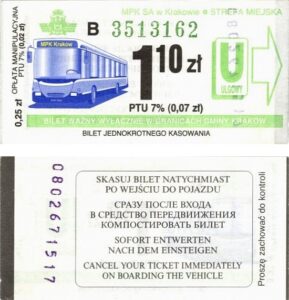 MPK SA w Krakowie • STREFA MIEJSKA
B 3513162
MPK Kraków
1 10 zł
U
ULGOWY
PTU 7% (0,07 zł)
0,25 zł OPŁATA MANIPULACYJNA
PTU 7% (0,02 zł)
BILET WAŻNY WYŁĄCZNIE W GRANICACH GMINY KRAKÓW
BILET JEDNOKROTNEGO KASOWANIA
0802671517
SKASUJ BILET NATYCHMIAST
PO WEJŚCIU DO POJAZDU
СРАЗУ ПОСЛЕ ВХОДА
В СРЕДСТВО ПЕРЕДВИЖЕНИЯ
КОМПОСТИРОВАТЬ БИЛЕТ
SOFORT ENTWERTEN
NACH DEM EINSTEIGEN
CANCEL YOUR TICKET IMMEDIATELY
ON BOARDING THE VEHICLE
Proszę zachować do kontroli